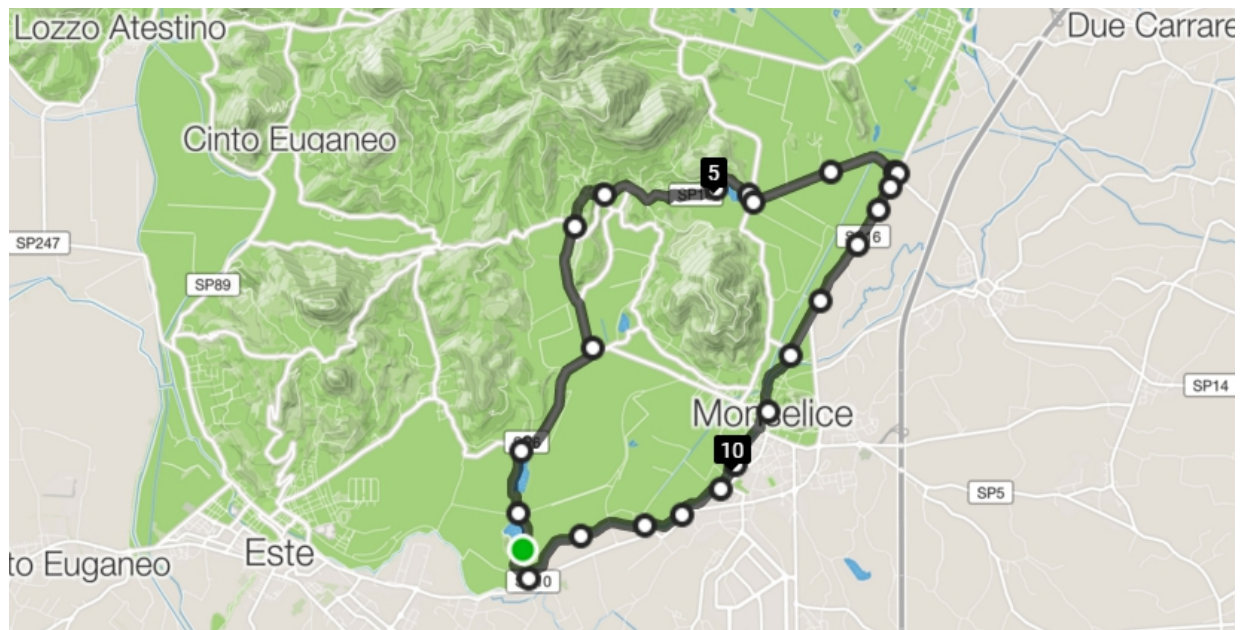 Lozzo Atestino
Due Carrare
Cinto Euganeo
5
SP247
SP89
SP14
Monselice
10
SP5
Este
to Euganeo